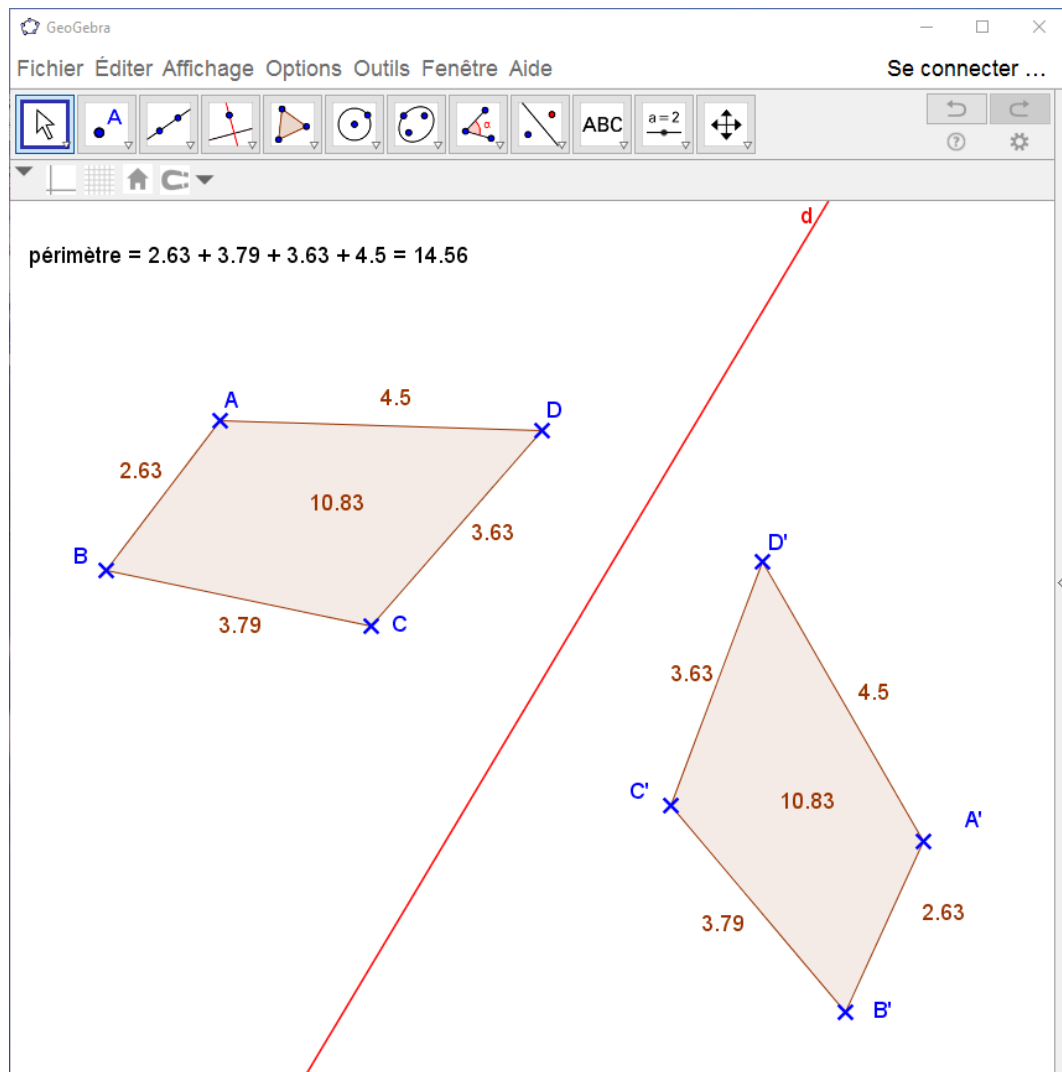 GeoGebra
Fichier Éditer Affichage Options Outils Fenêtre Aide Se connecter ...
A α ABC a = 2
d
périmètre = 2.63 + 3.79 + 3.63 + 4.5 = 14.56
A 4.5 D
2.63
10.83
3.63
B
3.79 C
D'
3.63 4.5
C' 10.83 A'
3.79 2.63
B'